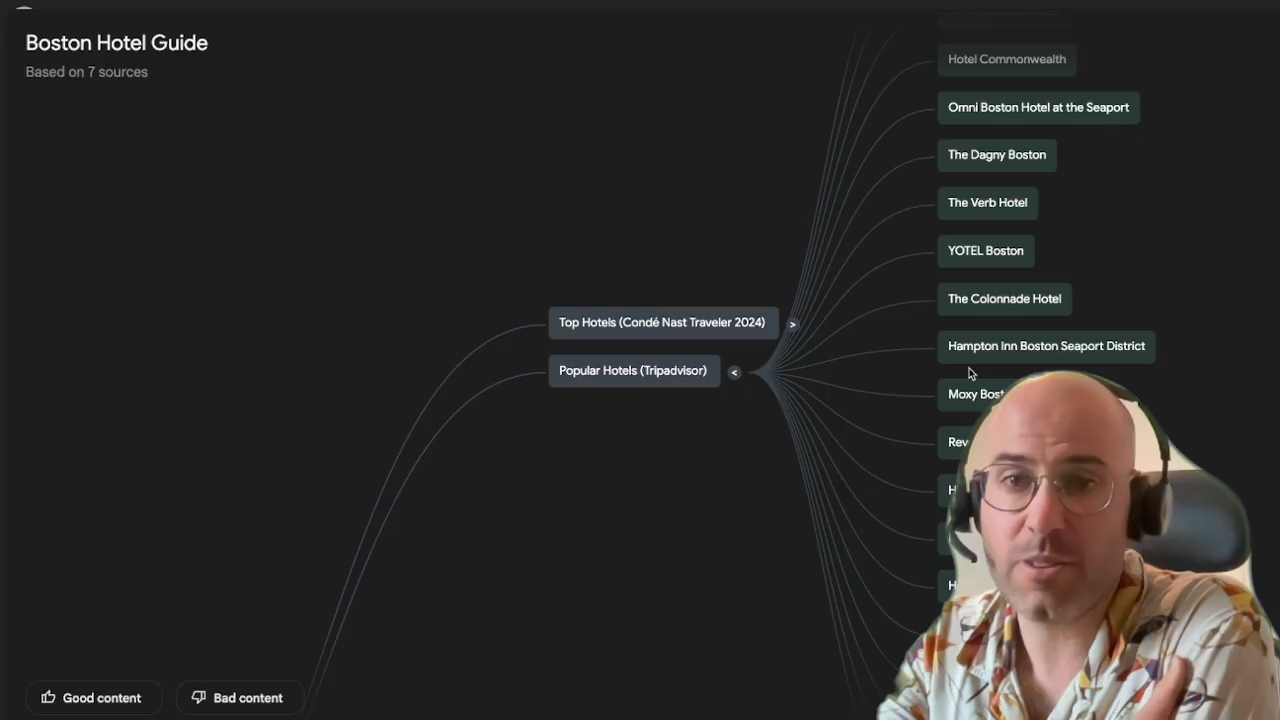 Boston Hotel Guide
Based on 7 sources
Hotel Commonwealth
Omni Boston Hotel at the Seaport
The Dagny Boston
The Verb Hotel
YOTEL Boston
The Colonnade Hotel
Top Hotels (Condé Nast Traveler 2024) >
Hampton Inn Boston Seaport District
Popular Hotels (Tripadvisor) <
Moxy
Good content
Bad content